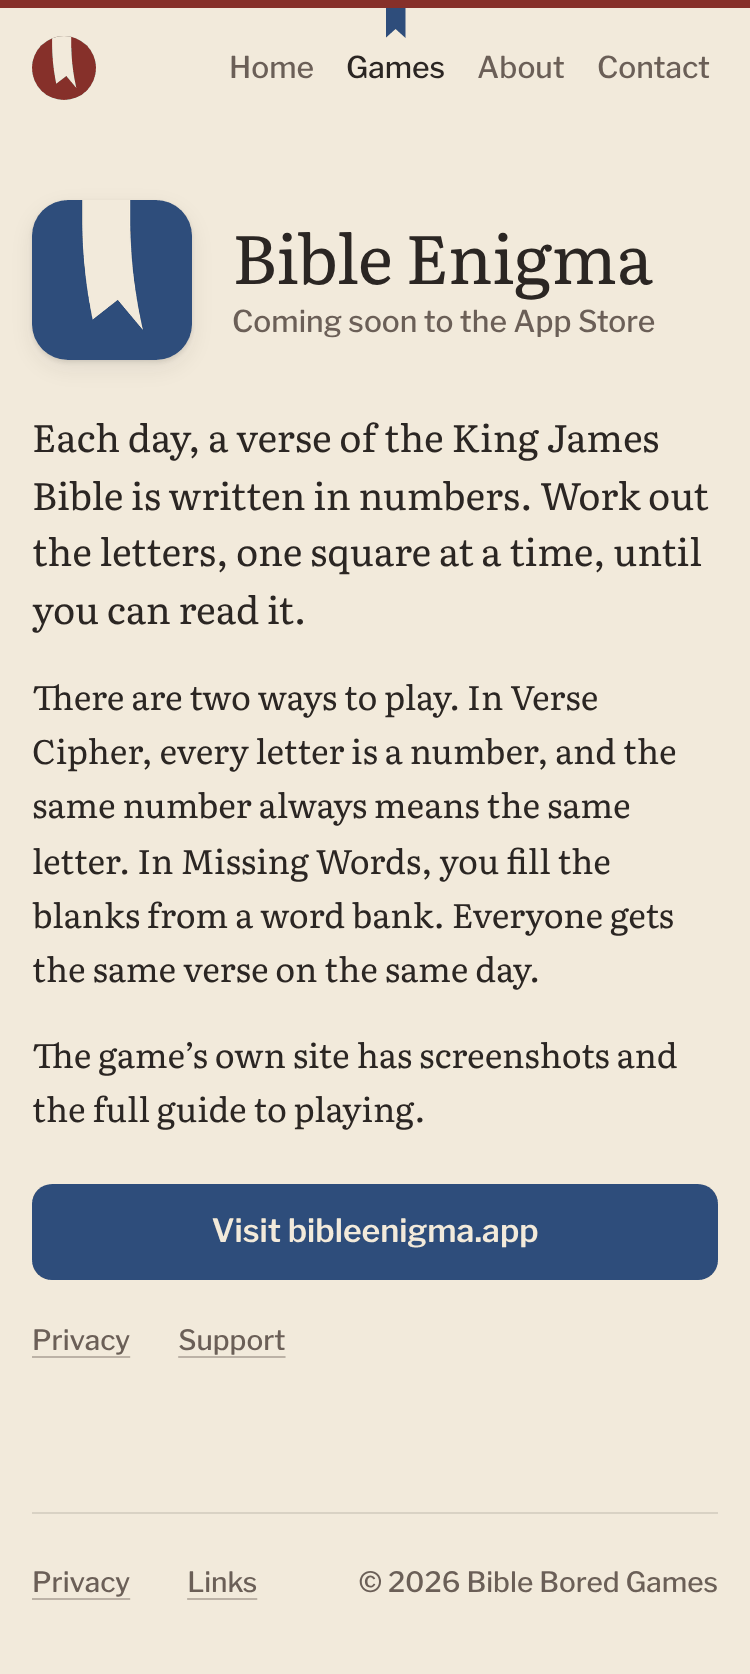 Home Games About Contact
Bible Enigma
Coming soon to the App Store
Each day, a verse of the King James
Bible is written in numbers. Work out
the letters, one square at a time, until
you can read it.
There are two ways to play. In Verse
Cipher, every letter is a number, and the
same number always means the same
letter. In Missing Words, you fill the
blanks from a word bank. Everyone gets
the same verse on the same day.
The game’s own site has screenshots and
the full guide to playing.
Visit bibleenigma.app
Privacy Support
Privacy Links © 2026 Bible Bored Games